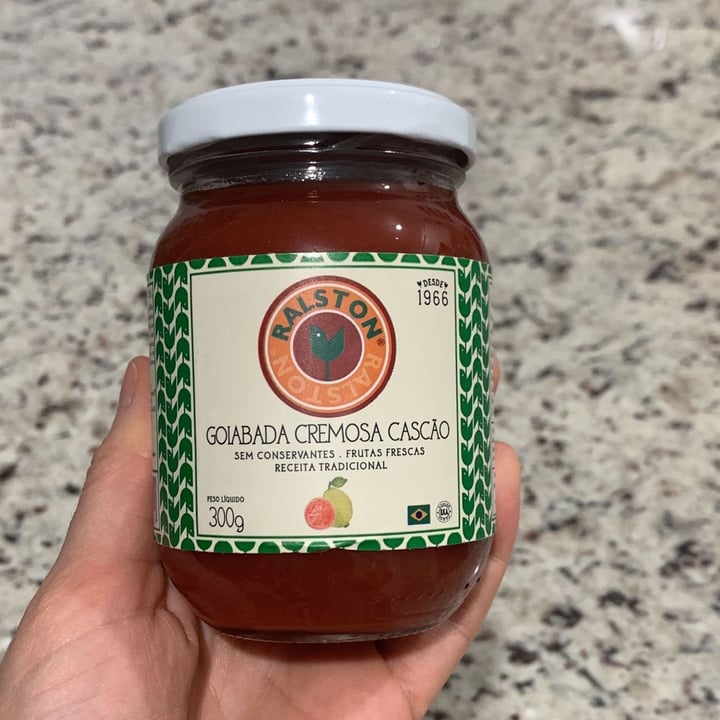 RALSTON®
RALSTON
DESDE
1966
GOIABADA CREMOSA CASCÃO
SEM CONSERVANTES . FRUTAS FRESCAS
RECEITA TRADICIONAL
PESO LÍQUIDO
300g